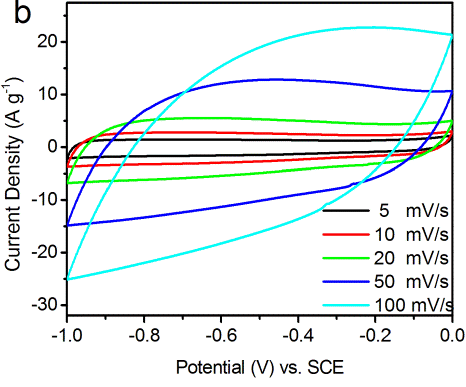 b
Current Density (A g⁻¹)
20
10
0
-10
-20
-30
5 mV/s
10 mV/s
20 mV/s
50 mV/s
100 mV/s
-1.0 -0.8 -0.6 -0.4 -0.2 0.0
Potential (V) vs. SCE